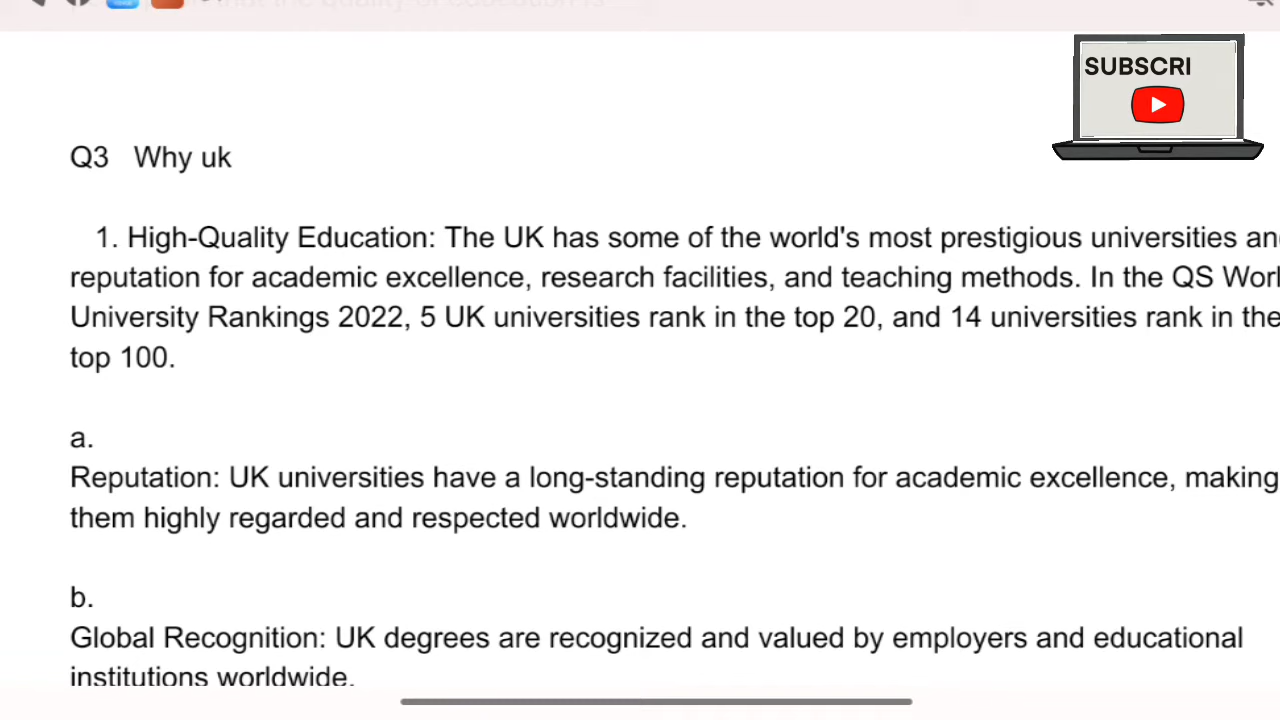 SUBSCRI
Q3 Why uk
1. High-Quality Education: The UK has some of the world's most prestigious universities
reputation for academic excellence, research facilities, and teaching methods. In the QS
University Rankings 2022, 5 UK universities rank in the top 20, and 14 universities rank in the
top 100.
a.
Reputation: UK universities have a long-standing reputation for academic excellence, making
them highly regarded and respected worldwide.
b.
Global Recognition: UK degrees are recognized and valued by employers and educational
institutions worldwide.